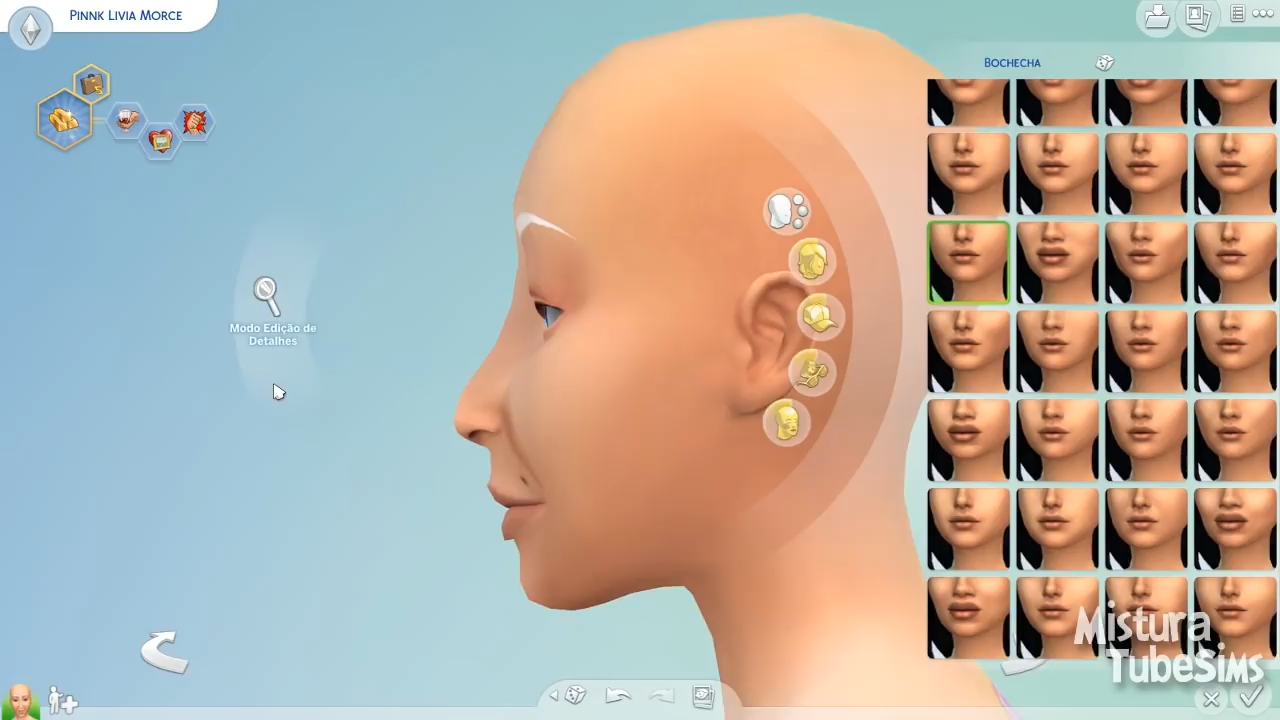 Pinnk Livia Morce
Bochecha
Modo Edição de
Detalhes
Mistura
TubeSims